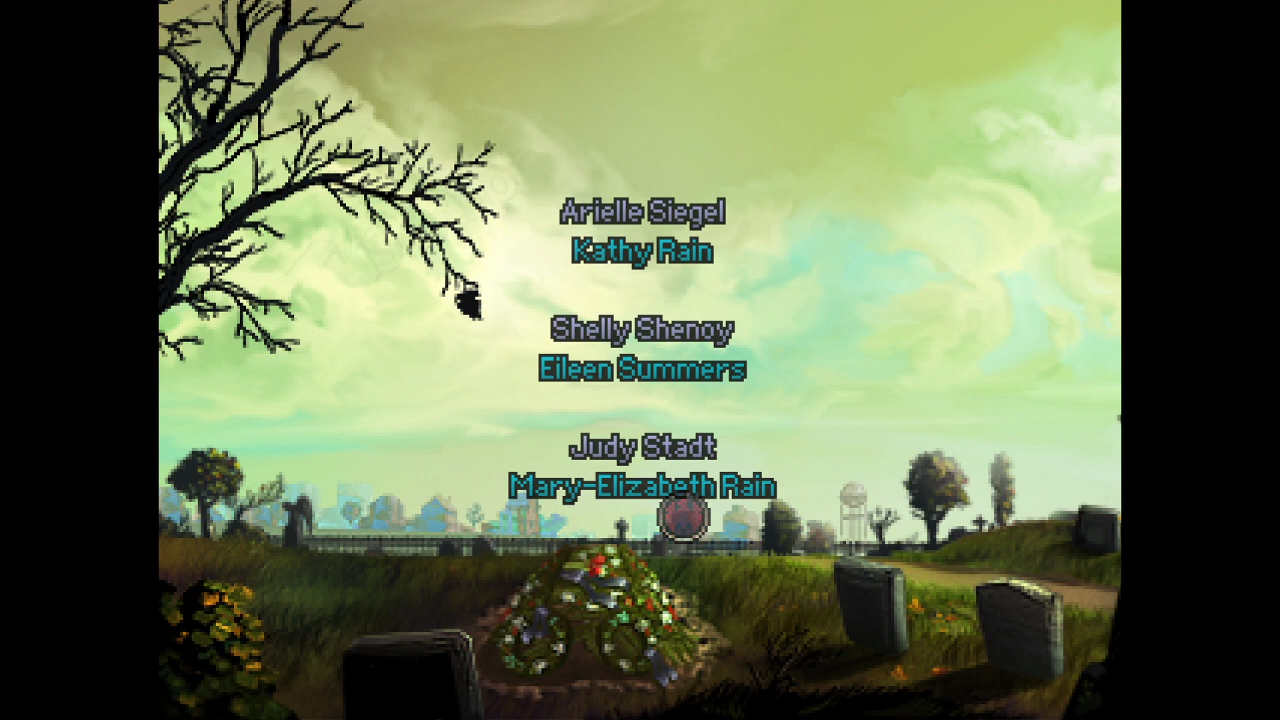 Arielle Siegel
Kathy Rain
Shelly Shenoy
Eileen Summers
Judy Stadt
Mary-Elizabeth Rain